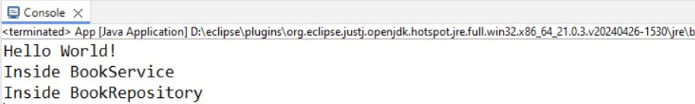 Console
<terminated> App [Java Application] D:\eclipse\plugins\org.eclipse.justj.openjdk.hotspot.jre.full.win32.x86_64_21.0.3.v20240426-1530\jre\b
Hello World!
Inside BookService
Inside BookRepository